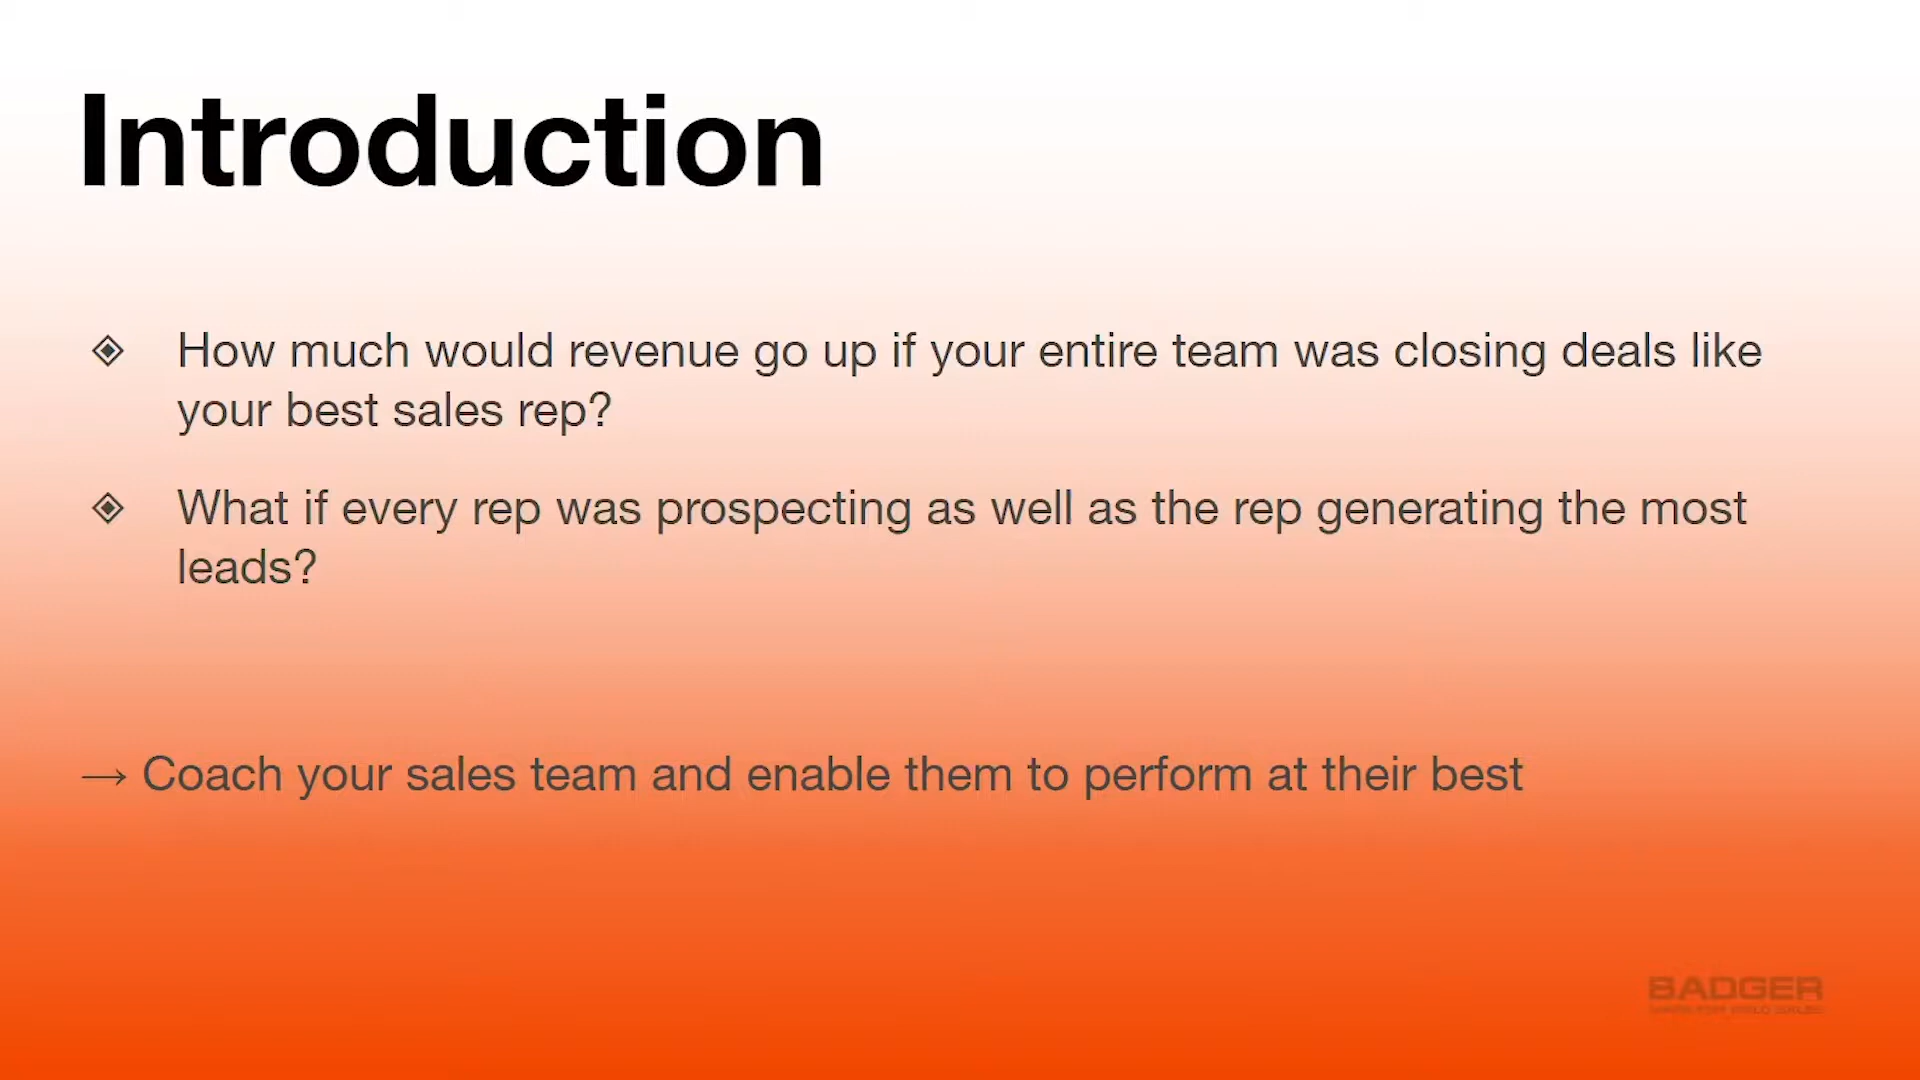 Introduction
How much would revenue go up if your entire team was closing deals like
your best sales rep?
What if every rep was prospecting as well as the rep generating the most
leads?
→ Coach your sales team and enable them to perform at their best
BADGER